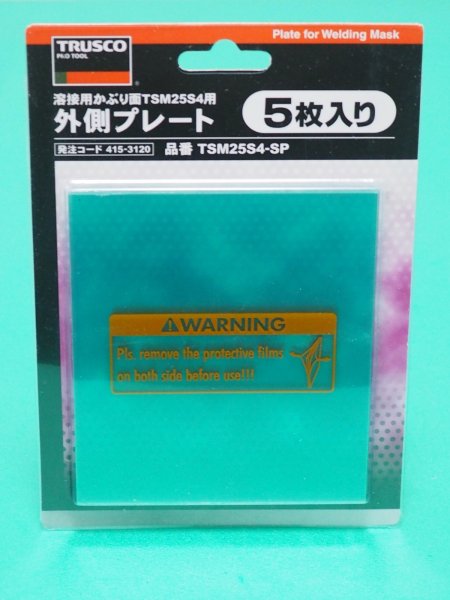 Plate for Welding Mask
TRUSCO
PRO TOOL
溶接用かぶり面TSM25S4用
外側プレート
5枚入り
発注コード 415-3120
品番 TSM25S4-SP
⚠WARNING
Pls. remove the protective films
on both side before use!!!